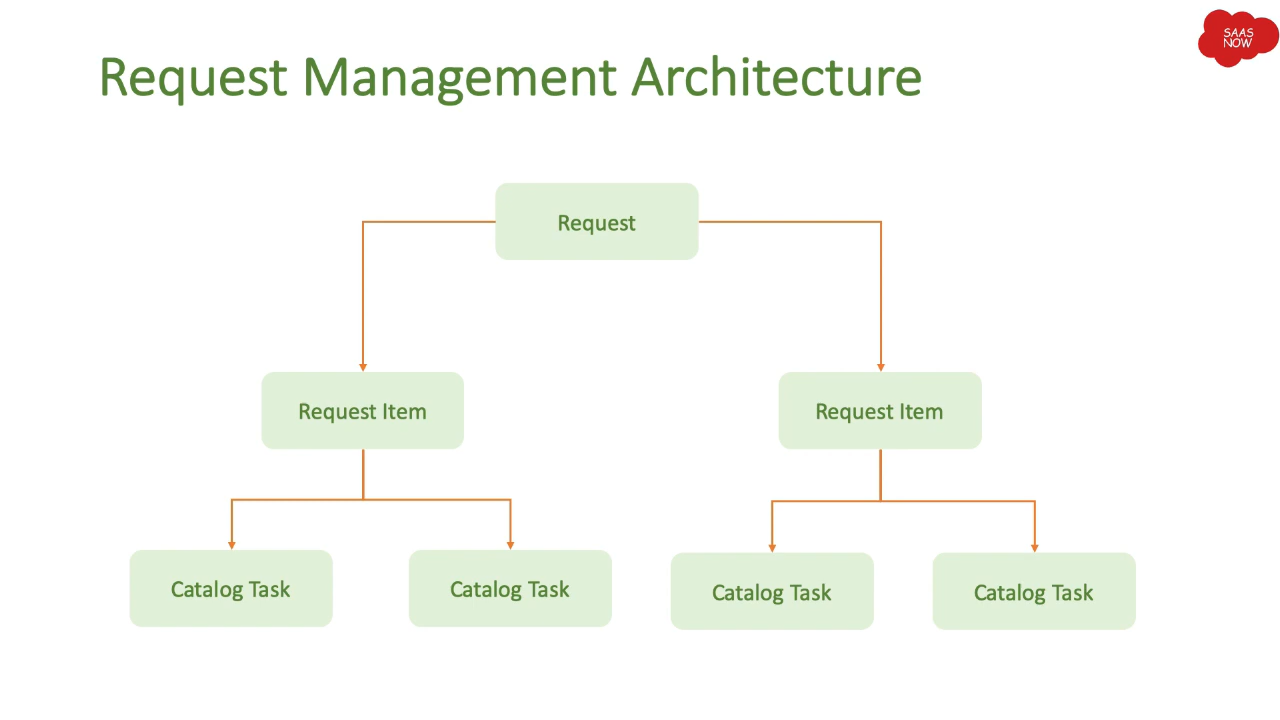 SAAS
NOW
Request Management Architecture
Request
Request Item
Request Item
Catalog Task
Catalog Task
Catalog Task
Catalog Task